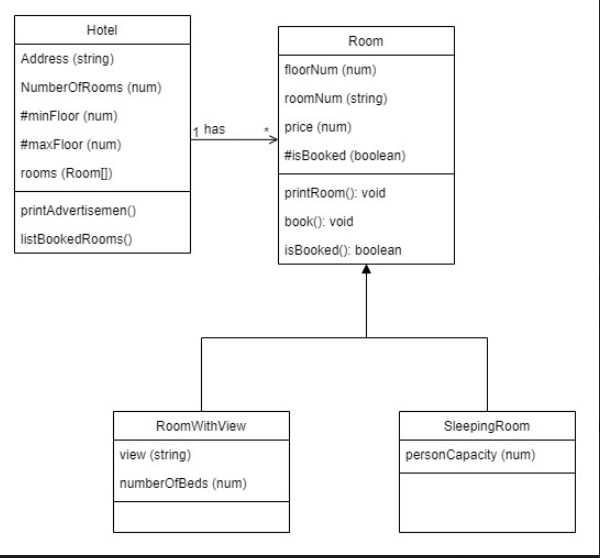 Hotel
Address (string)
NumberOfRooms (num)
#minFloor (num)
#maxFloor (num)
rooms (Room[])
printAdvertisemen()
listBookedRooms()
1 has *
Room
floorNum (num)
roomNum (string)
price (num)
#isBooked (boolean)
printRoom(): void
book(): void
isBooked(): boolean
RoomWithView
view (string)
numberOfBeds (num)
SleepingRoom
personCapacity (num)